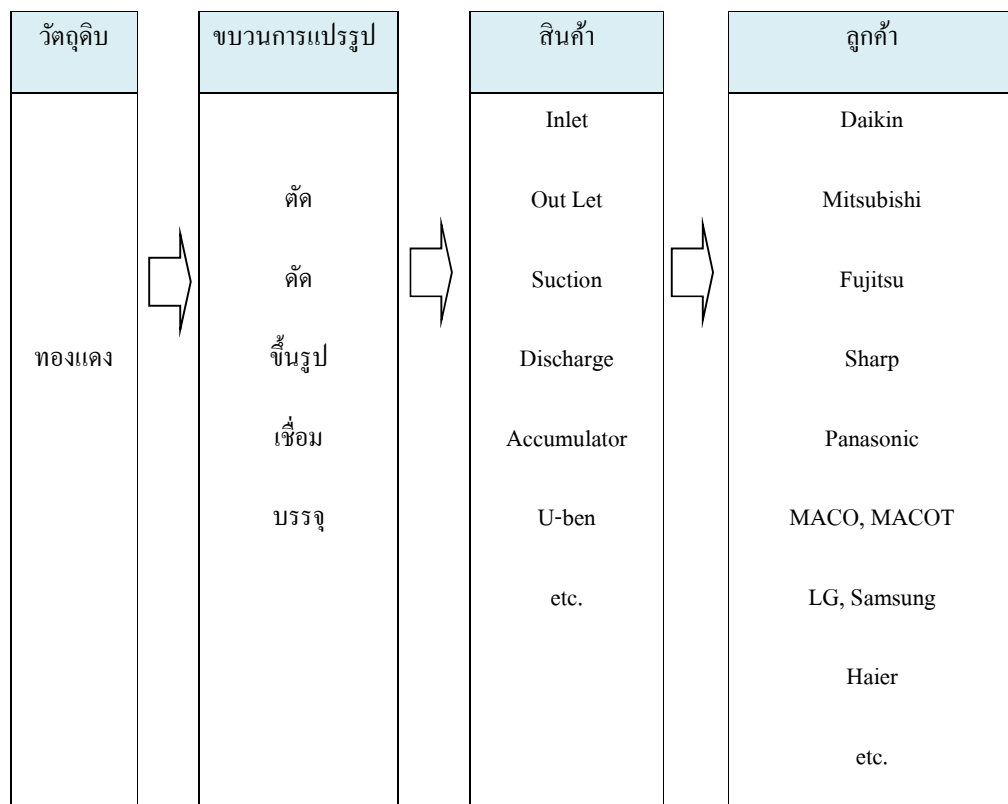 วัตถุดิบ
ทองแดง
ขบวนการแปรรูป
ตัด
ดัด
ขึ้นรูป
เชื่อม
บรรจุ
สินค้า
Inlet
Out Let
Suction
Discharge
Accumulator
U-ben
etc.
ลูกค้า
Daikin
Mitsubishi
Fujitsu
Sharp
Panasonic
MACO, MACOT
LG, Samsung
Haier
etc.